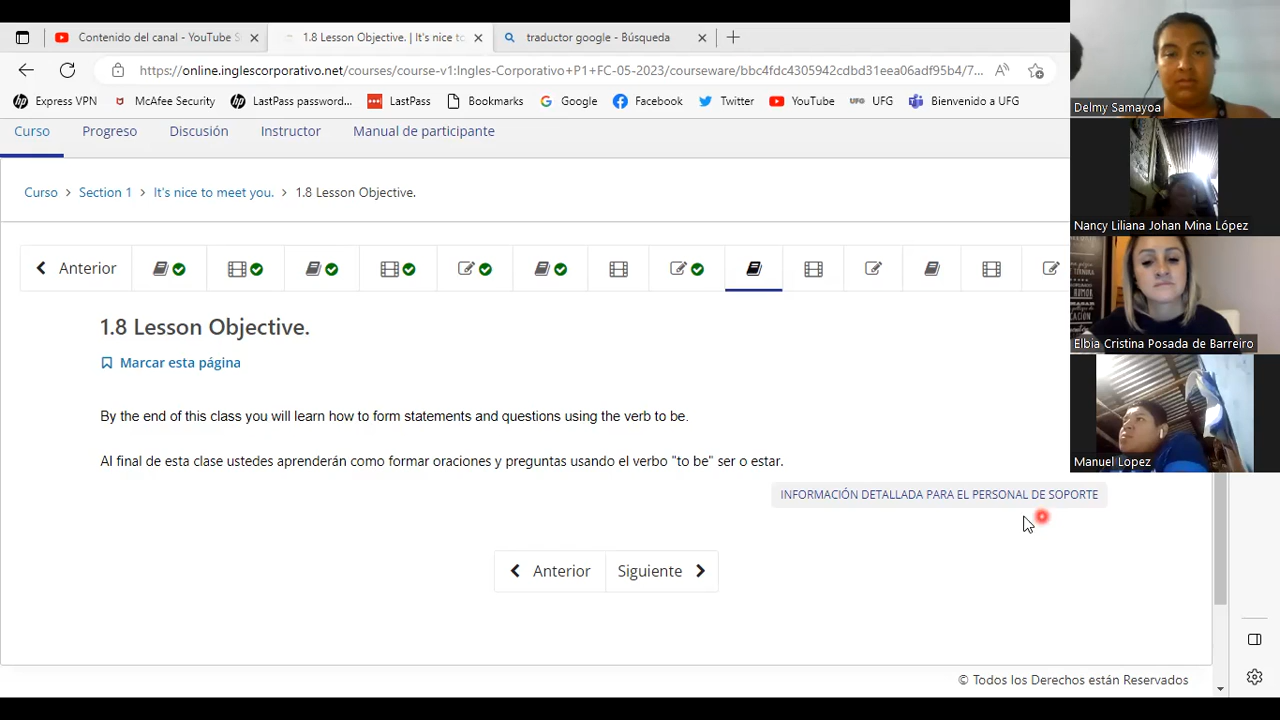 Contenido del canal - YouTube S
1.8 Lesson Objective. | It's nice to
traductor google - Búsqueda
https://online.inglescorporativo.net/courses/course-v1:Ingles-Corporativo+P1+FC-05-2023/courseware/bbc4fdc4305942cdbd31eea06adf95b4/7...
Express VPN
McAfee Security
LastPass password...
LastPass
Bookmarks
Google
Facebook
Twitter
YouTube
UFG
UFG
Bienvenido a UFG
Curso
Progreso
Discusión
Instructor
Manual de participante
Curso > Section 1 > It's nice to meet you. > 1.8 Lesson Objective.
Anterior
1.8 Lesson Objective.
Marcar esta página
By the end of this class you will learn how to form statements and questions using the verb to be.
Al final de esta clase ustedes aprenderán como formar oraciones y preguntas usando el verbo "to be" ser o estar.
INFORMACIÓN DETALLADA PARA EL PERSONAL DE SOPORTE
Anterior
Siguiente
© Todos los Derechos están Reservados
Delmy Samayoa
Nancy Liliana Johan Mina López
Elbia Cristina Posada de Barreiro
Manuel Lopez